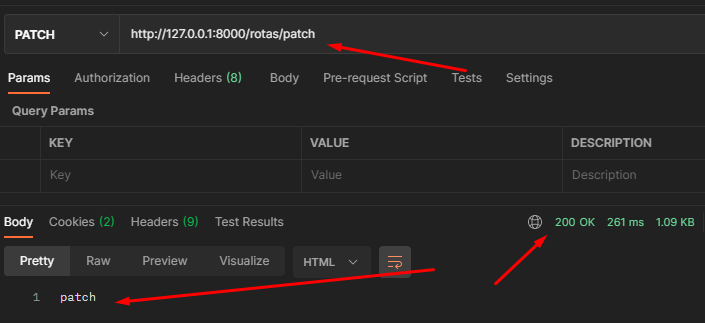 PATCH http://127.0.0.1:8000/rotas/patch
Params Authorization Headers (8) Body Pre-request Script Tests Settings
Query Params
KEY VALUE DESCRIPTION
Key Value Description
Body Cookies (2) Headers (9) Test Results 200 OK 261 ms 1.09 KB
Pretty Raw Preview Visualize HTML
1 patch